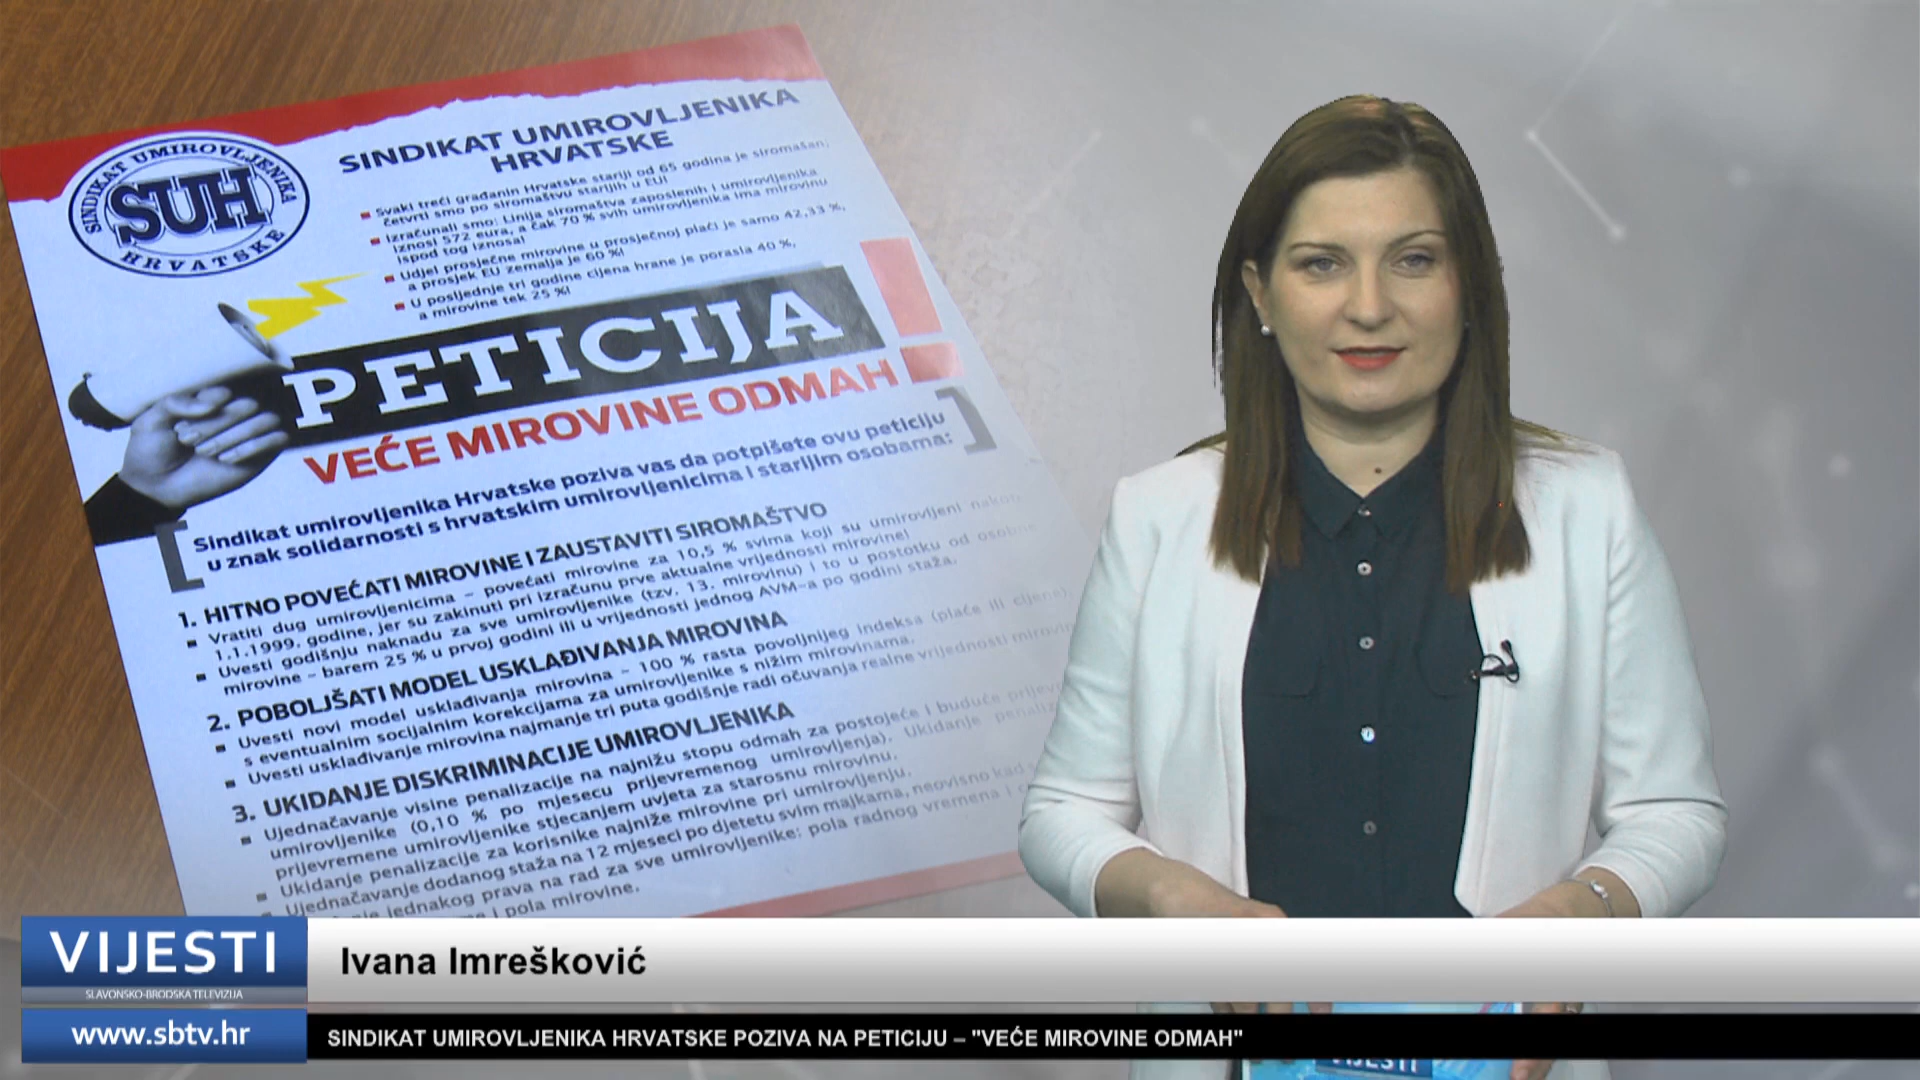 SINDIKAT UMIROVLJENIKA
HRVATSKE
SUH
SINDIKAT UMIROVLJENIKA
HRVATSKE
Svaki treći građanin Hrvatske stariji od 65 godina je siromašan,
četvrti smo po siromaštvu starijih u EU!
Izračunali smo: Linija siromaštva zaposlenih i umirovljenika
iznosi 572 eura, a čak 70 % svih umirovljenika ima mirovinu
ispod tog iznosa!
Udjel prosječne mirovine u prosječnoj plaći je samo 42,33 %,
a prosjek EU zemalja je 60 %!
U posljednje tri godine cijena hrane je porasla 40 %,
a mirovine tek 25 %!
PETICIJA!
VEĆE MIROVINE ODMAH
[Sindikat umirovljenika Hrvatske poziva vas da potpišete ovu peticiju
u znak solidarnosti s hrvatskim umirovljenicima i starijim osobama:]
1. HITNO POVEĆATI MIROVINE I ZAUSTAVITI SIROMAŠTVO
Vratiti dug umirovljenicima – povećati mirovine za 10,5 % svima koji su umirovljeni nakon
1.1.1999. godine, jer su zakinuti pri izračunu prve aktualne vrijednosti mirovine!
Uvesti godišnju naknadu za sve umirovljenike (tzv. 13. mirovinu) i to u postotku od osobne
mirovine – barem 25 % u prvoj godini ili u vrijednosti jednog AVM-a po godini staža.
2. POBOLJŠATI MODEL USKLAĐIVANJA MIROVINA
Uvesti novi model usklađivanja mirovina – 100 % rasta povoljnijeg indeksa (plaće ili cijene),
s eventualnim socijalnim korekcijama za umirovljenike s nižim mirovinama.
Uvesti usklađivanje mirovina najmanje tri puta godišnje radi očuvanja realne vrijednosti
3. UKIDANJE DISKRIMINACIJE UMIROVLJENIKA
Ujednačavanje visine penalizacije na najnižu stopu odmah za postojeće i buduće
umirovljenike (0,10 % po mjesecu prijevremenog umirovljenja). Ukidanje
prijevremene umirovljenike stjecanjem uvjeta za starosnu mirovinu.
Ukidanje penalizacije za korisnike najniže mirovine pri umirovljenju.
Ujednačavanje dodanog staža na 12 mjeseci po djetetu svim majkama, neovisno kad
jednakog prava na rad za sve umirovljenike: pola radnog vremena i
i pola mirovine.
VIJESTI
SLAVONSKO-BRODSKA TELEVIZIJA
Ivana Imrešković
www.sbtv.hr
SINDIKAT UMIROVLJENIKA HRVATSKE POZIVA NA PETICIJU – "VEĆE MIROVINE ODMAH"
VIJESTI